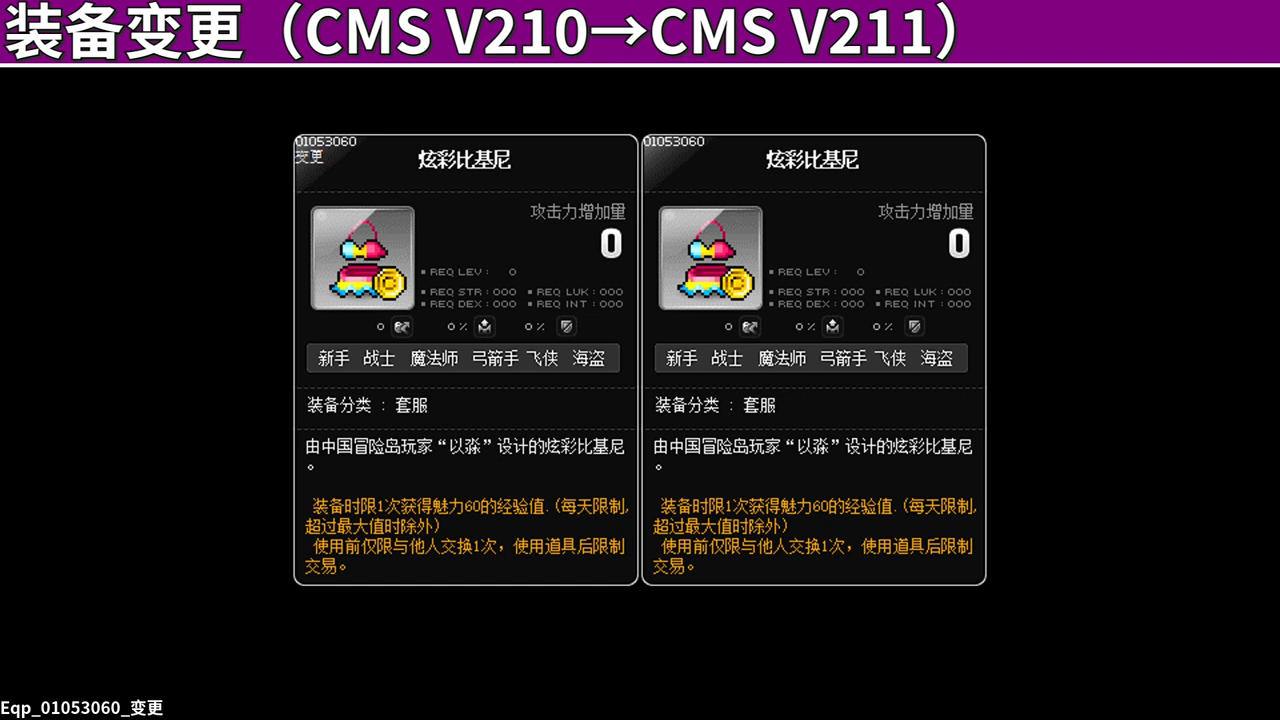 装备变更（CMS V210→CMS V211）
01053060
变更
炫彩比基尼
攻击力增加量
0
REQ LEV : 0
REQ STR : 000 REQ LUK : 000
REQ DEX : 000 REQ INT : 000
0 0 % 0 %
新手 战士 魔法师 弓箭手 飞侠 海盗
装备分类 : 套服
由中国冒险岛玩家“以淼”设计的炫彩比基尼
。
装备时限1次获得魅力60的经验值.(每天限制,
超过最大值时除外)
使用前仅限与他人交换1次，使用道具后限制
交易。
01053060
炫彩比基尼
攻击力增加量
0
REQ LEV : 0
REQ STR : 000 REQ LUK : 000
REQ DEX : 000 REQ INT : 000
0 0 % 0 %
新手 战士 魔法师 弓箭手 飞侠 海盗
装备分类 : 套服
由中国冒险岛玩家“以淼”设计的炫彩比基尼
。
装备时限1次获得魅力60的经验值.(每天限制,
超过最大值时除外)
使用前仅限与他人交换1次，使用道具后限制
交易。
Eqp_01053060_变更